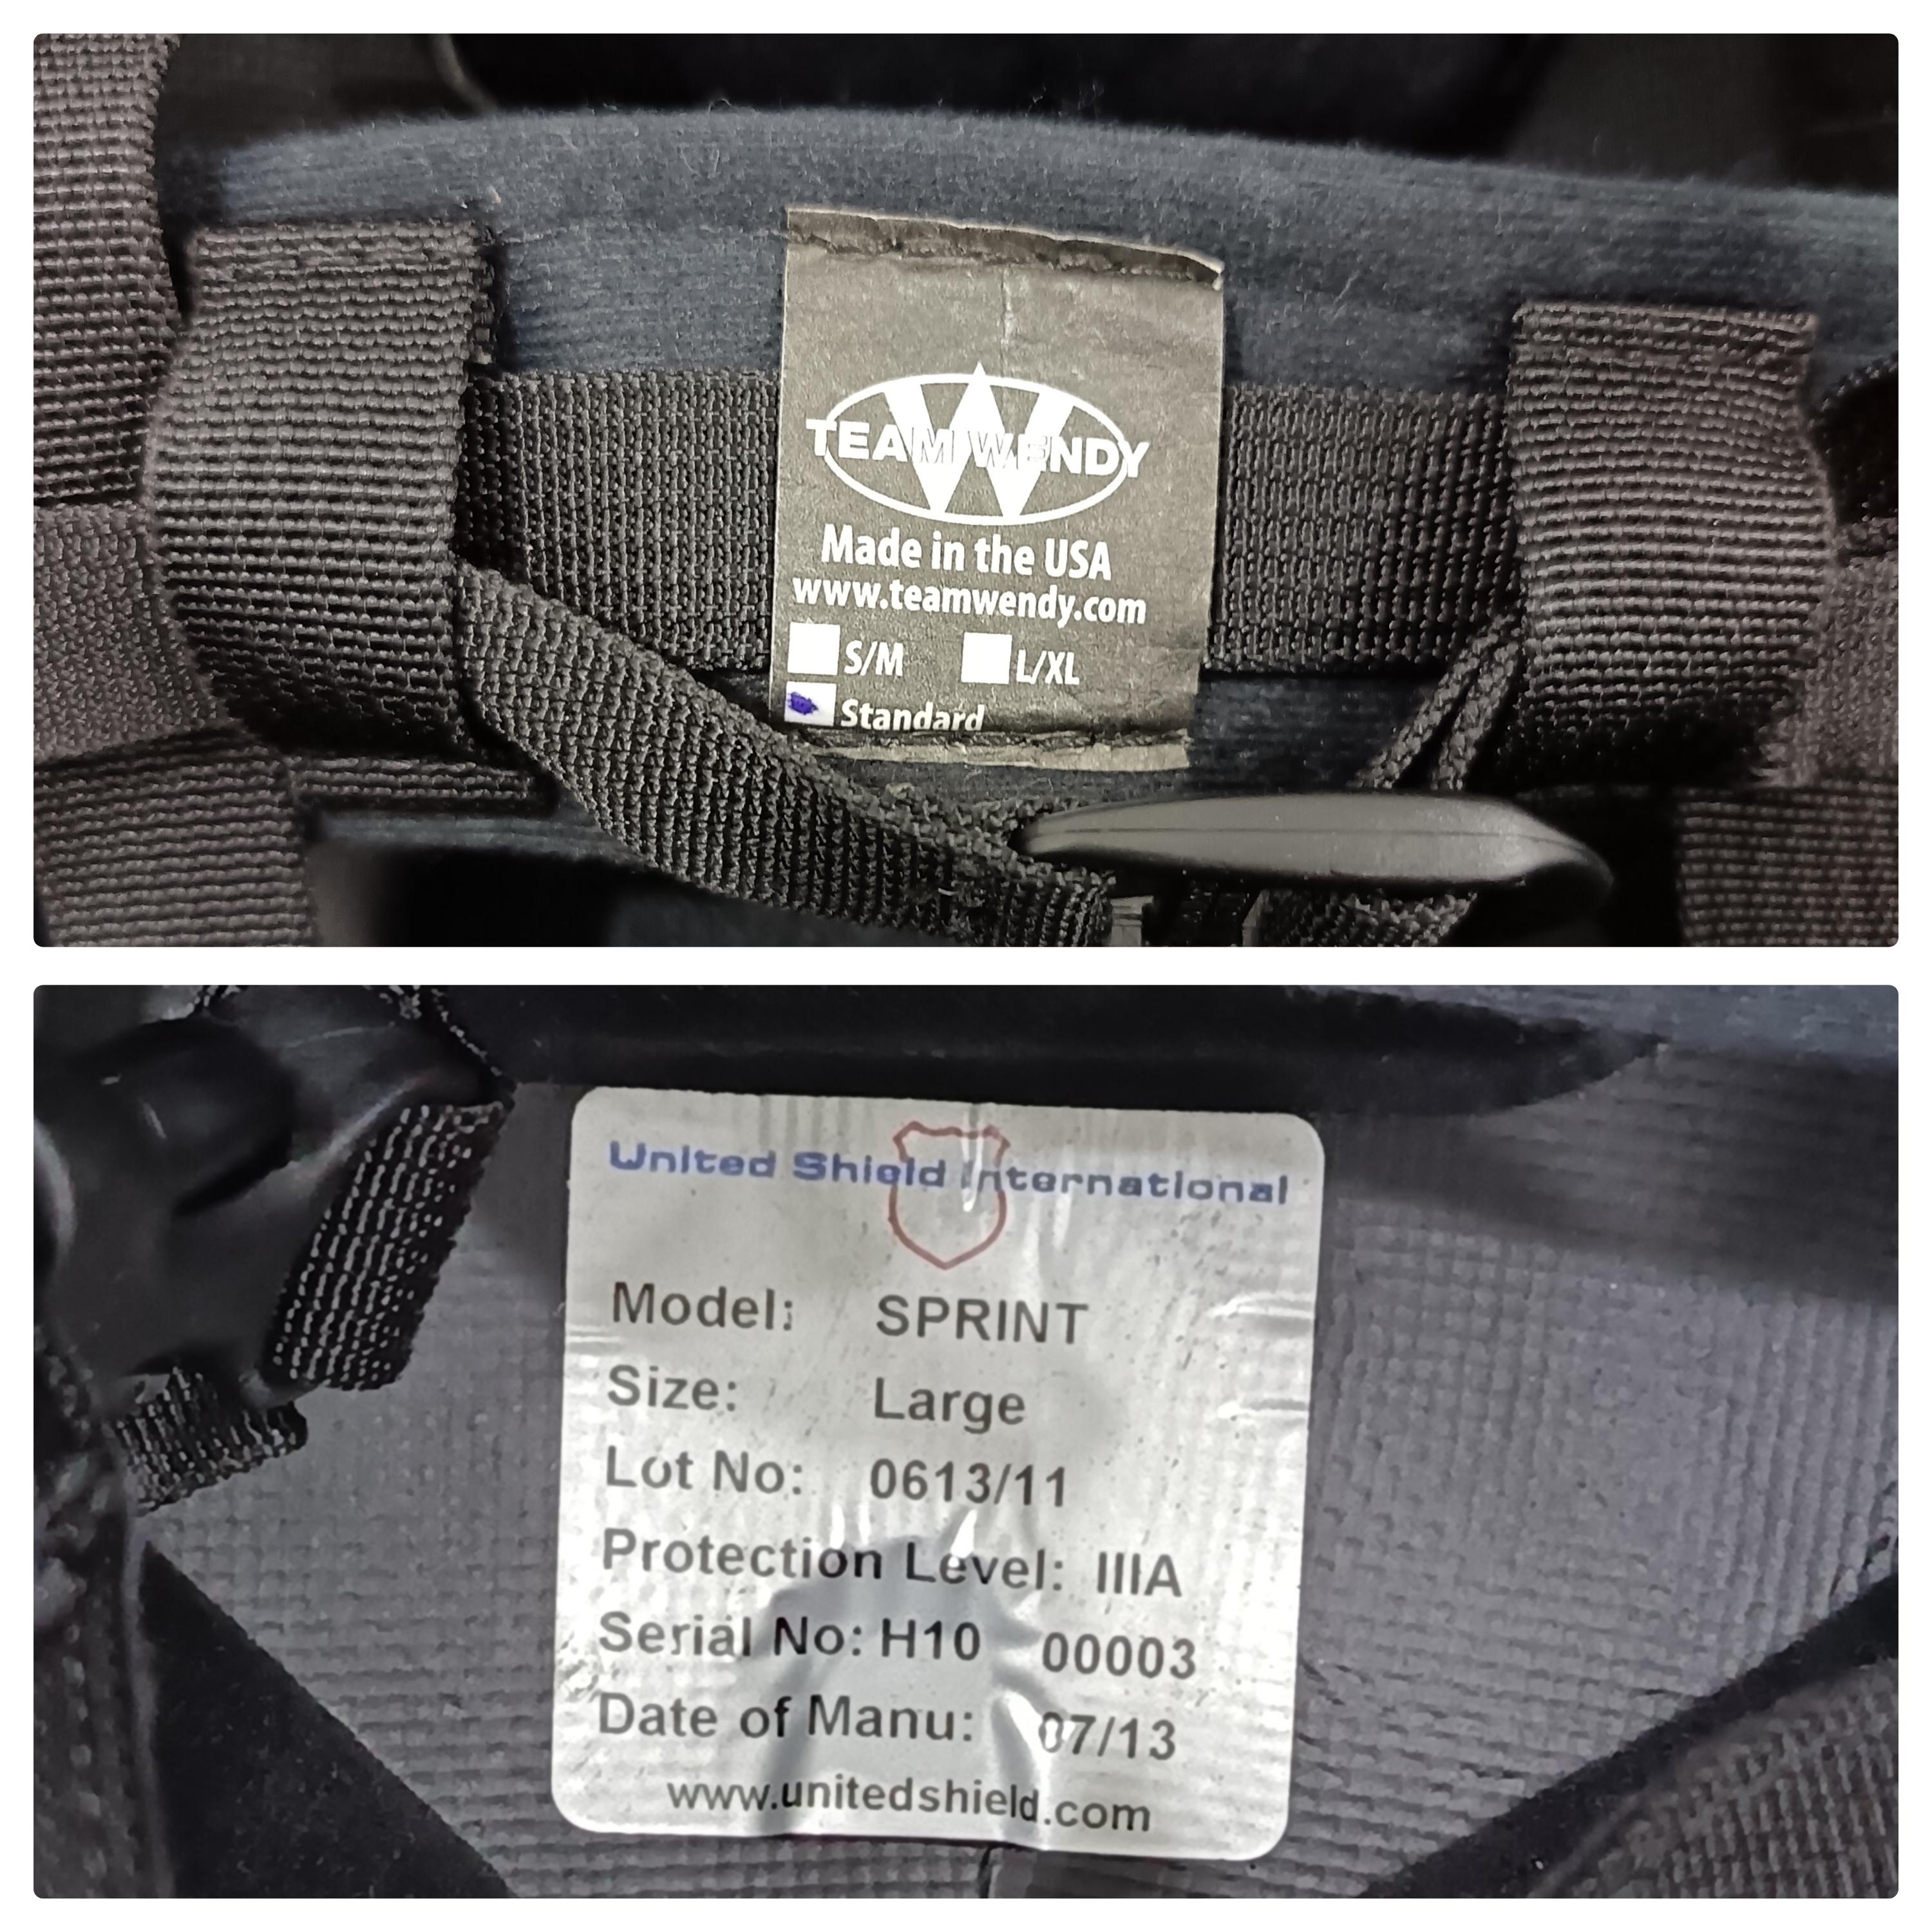 W
TEAM WENDY
Made in the USA
www.teamwendy.com
S/M L/XL
Standard
United Shield International
Model: SPRINT
Size: Large
Lot No: 0613/11
Protection Level: IIIA
Serial No: H10 00003
Date of Manu: 07/13
www.unitedshield.com